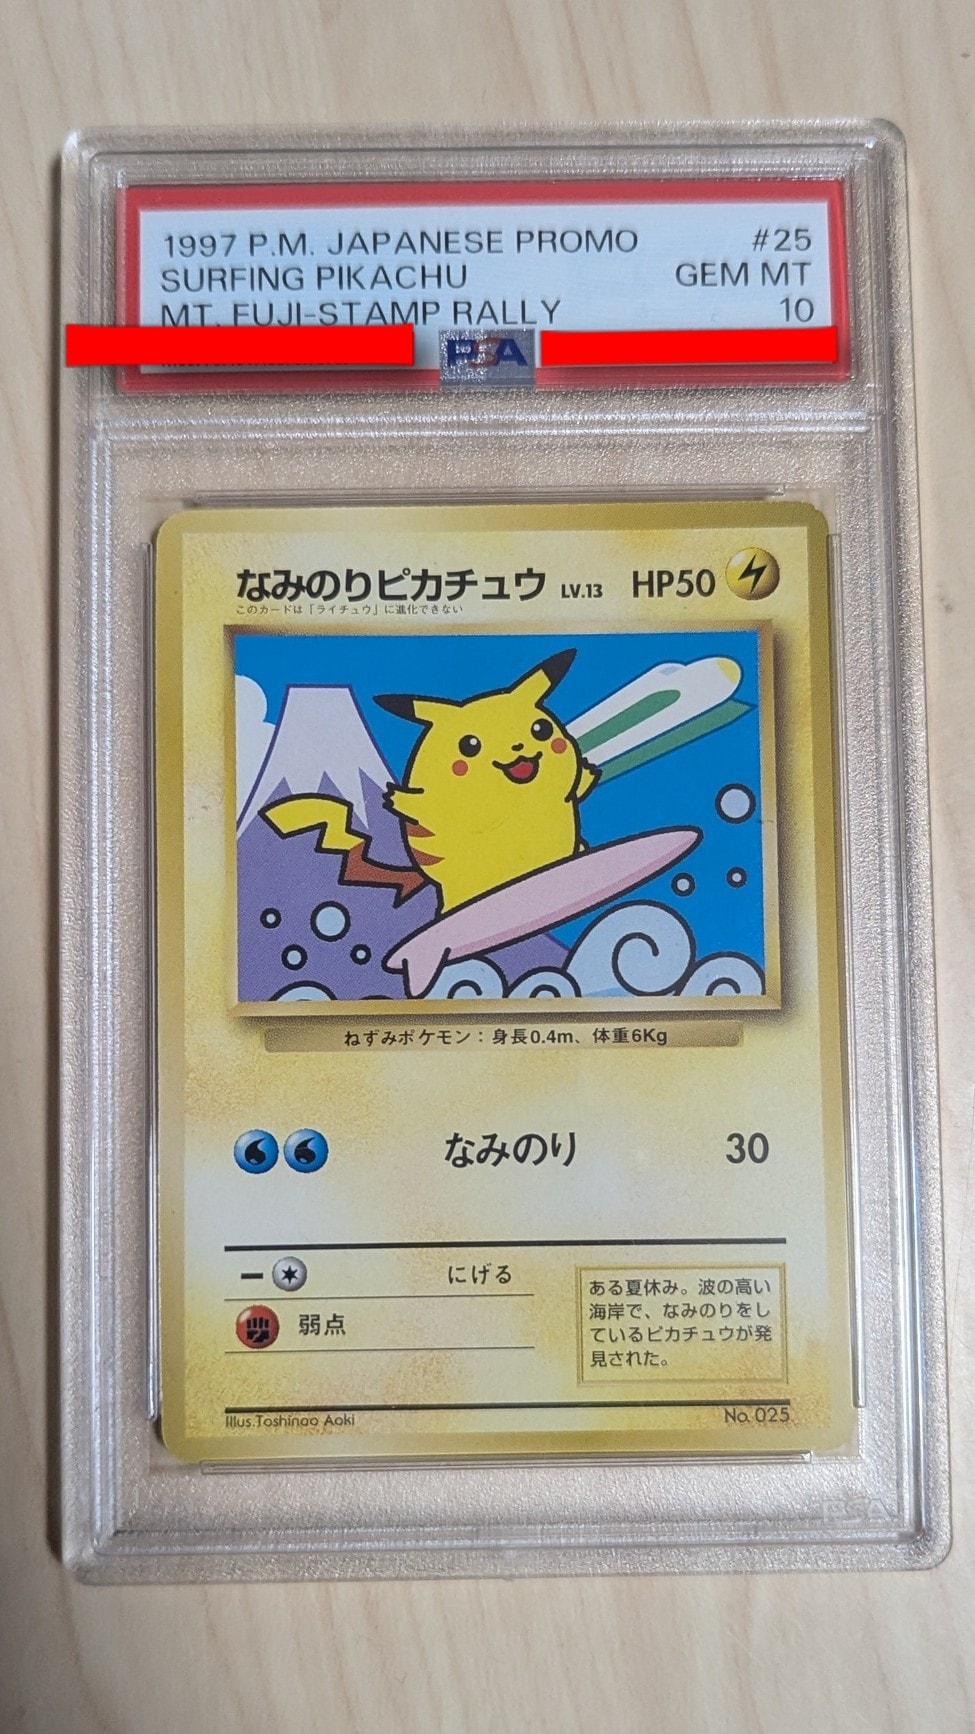 1997 P.M. JAPANESE PROMO #25
SURFING PIKACHU GEM MT
MT. FUJI-STAMP RALLY 10
PSA
なみのりピカチュウ LV.13 HP50
このカードは「ライチュウ」に進化できない
ねずみポケモン：身長0.4m、体重6Kg
なみのり 30
ー にげる
弱点
ある夏休み。波の高い
海岸で、なみのりをし
ているピカチュウが発
見された。
Illus.Toshinao Aoki No. 025
PSA